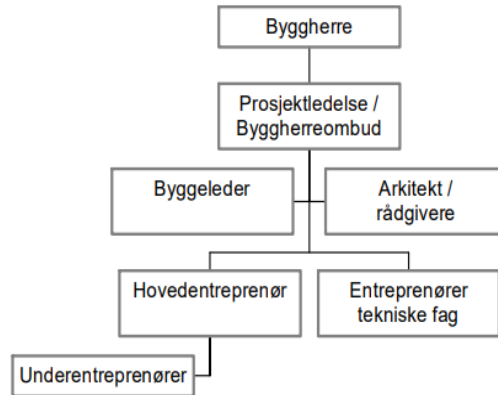 Byggherre
Prosjektledelse /
Byggherreombud
Byggeleder
Arkitekt /
rådgivere
Hovedentreprenør
Entreprenører
tekniske fag
Underentreprenører